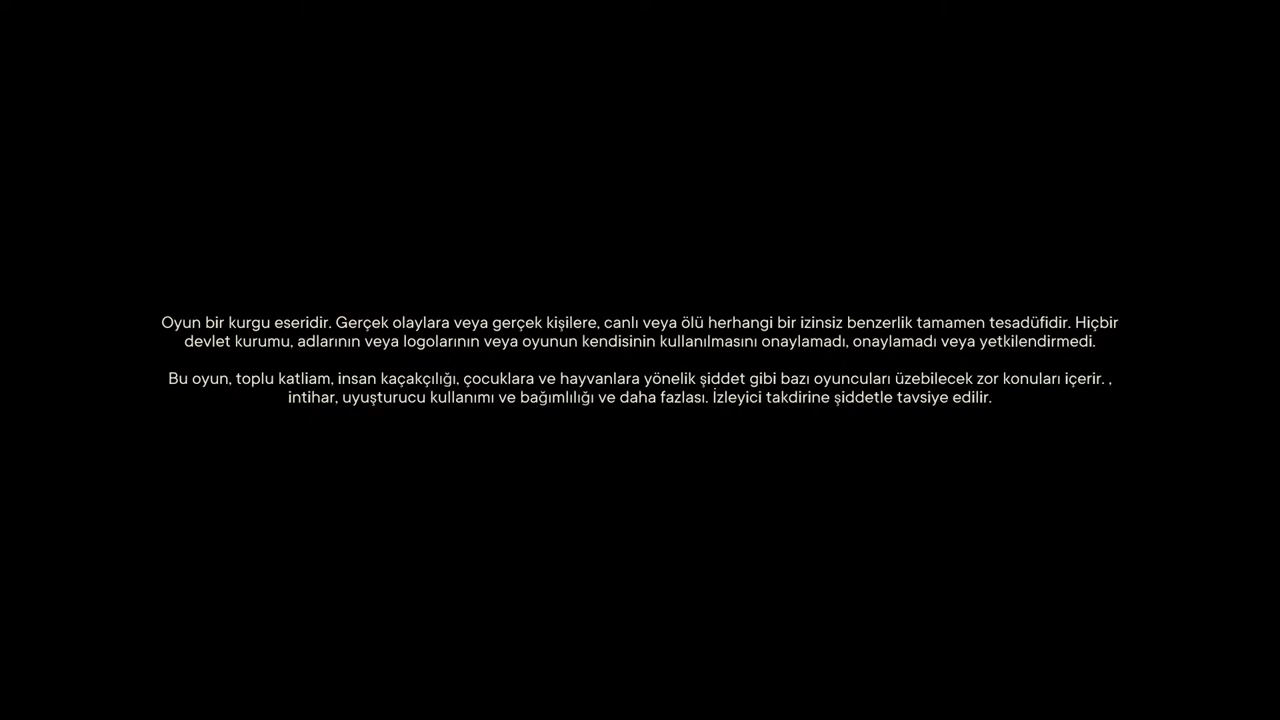 Oyun bir kurgu eseridir. Gerçek olaylara veya gerçek kişilere, canlı veya ölü herhangi bir izinsiz benzerlik tamamen tesadüfidir. Hiçbir
devlet kurumu, adlarının veya logolarının veya oyunun kendisinin kullanılmasını onaylamadı, onaylamadı veya yetkilendirmedi.
Bu oyun, toplu katliam, insan kaçakçılığı, çocuklara ve hayvanlara yönelik şiddet gibi bazı oyuncuları üzebilecek zor konuları içerir. ,
intihar, uyuşturucu kullanımı ve bağımlılığı ve daha fazlası. İzleyici takdirine şiddetle tavsiye edilir.